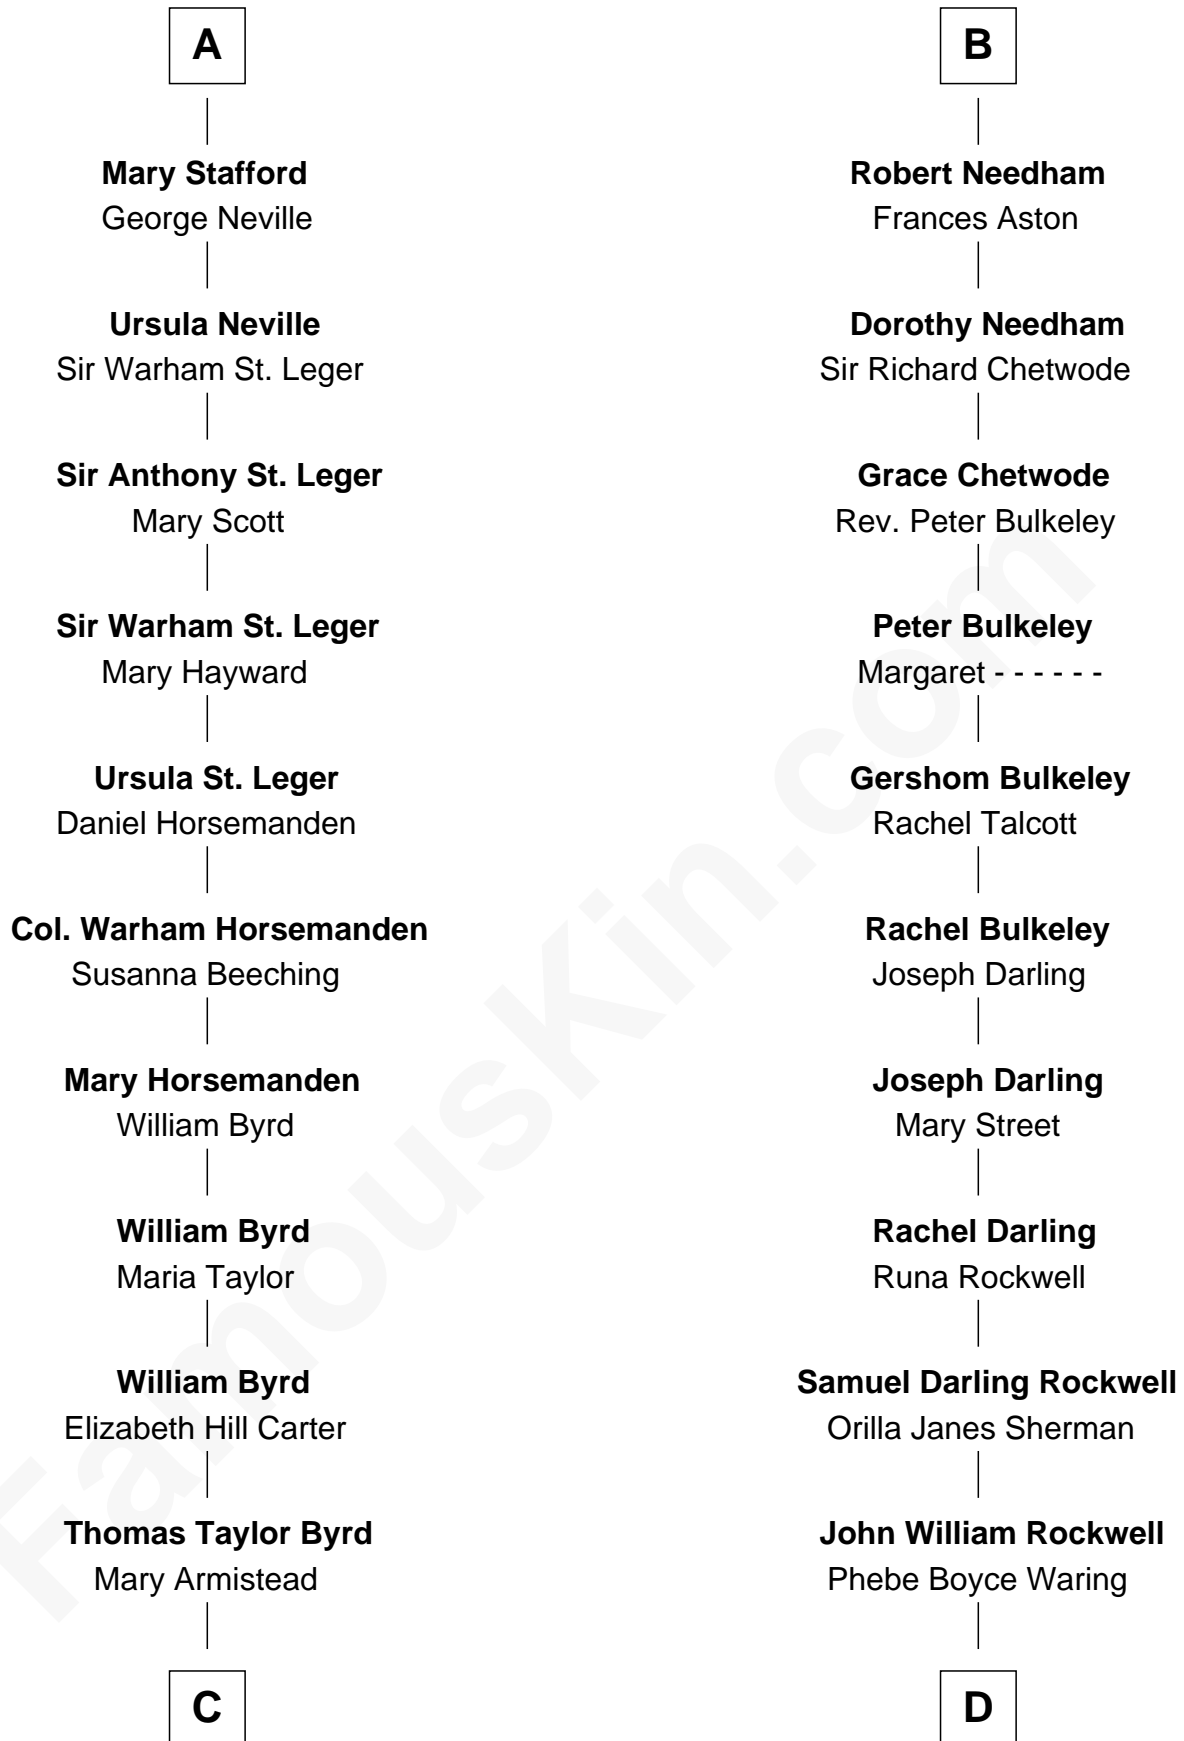 A
Mary Stafford
George Neville
Ursula Neville
Sir Warham St. Leger
Sir Anthony St. Leger
Mary Scott
Sir Warham St. Leger
Mary Hayward
Ursula St. Leger
Daniel Horsemanden
Col. Warham Horsemanden
Susanna Beeching
Mary Horsemanden
William Byrd
William Byrd
Maria Taylor
William Byrd
Elizabeth Hill Carter
Thomas Taylor Byrd
Mary Armistead
C
B
Robert Needham
Frances Aston
Dorothy Needham
Sir Richard Chetwode
Grace Chetwode
Rev. Peter Bulkeley
Peter Bulkeley
Margaret - - - - - -
Gershom Bulkeley
Rachel Talcott
Rachel Bulkeley
Joseph Darling
Joseph Darling
Mary Street
Rachel Darling
Runa Rockwell
Samuel Darling Rockwell
Orilla Janes Sherman
John William Rockwell
Phebe Boyce Waring
D
FamousKin.com